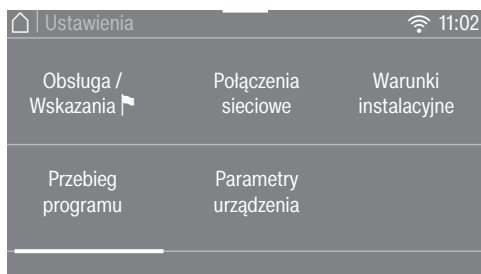 Ustawienia 11:02
Obsługa / Połączenia Warunki
Wskazania sieciowe instalacyjne
Przebieg Parametry
programu urządzenia